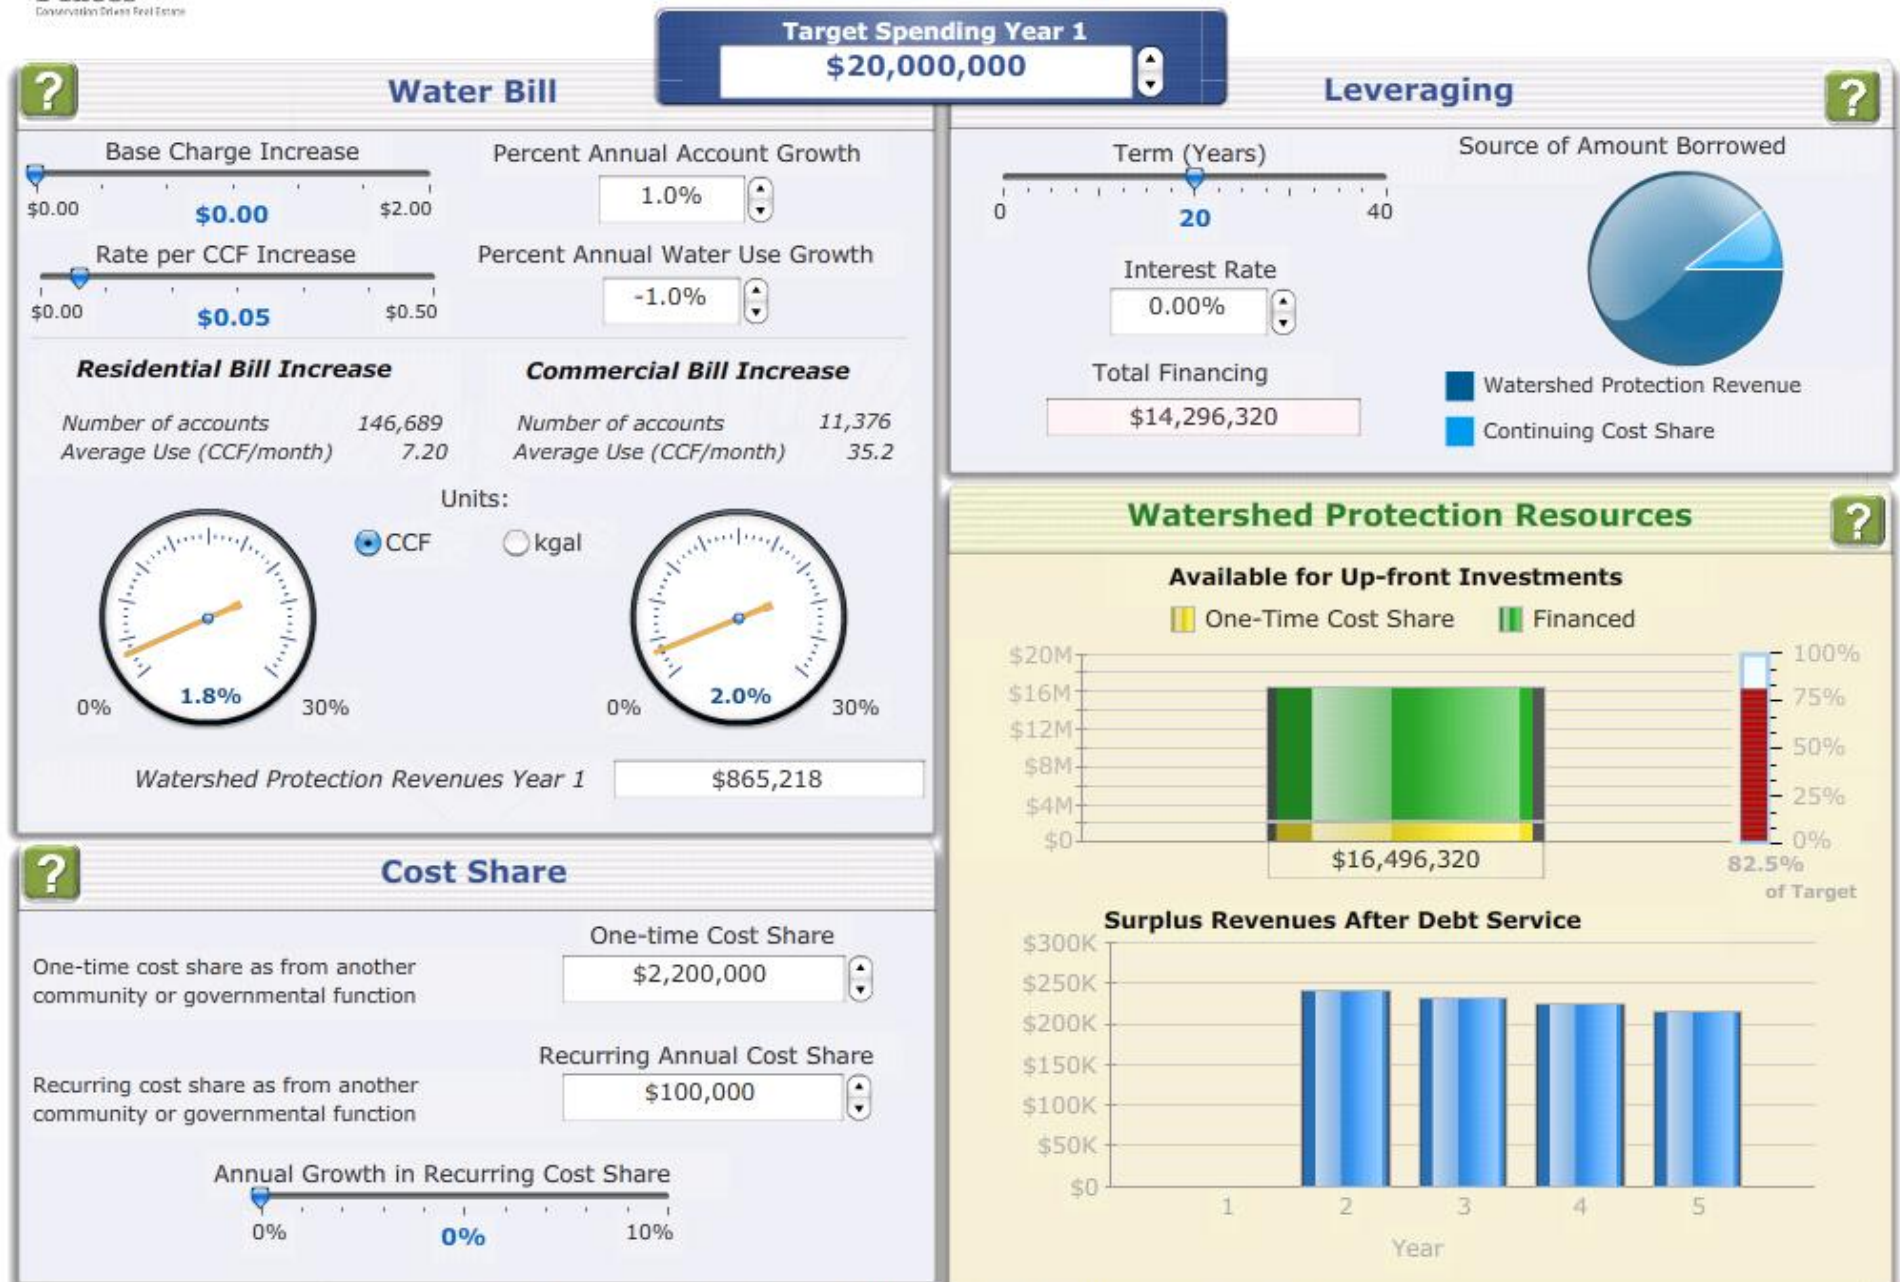 Conservation Driven Real Estate
Target Spending Year 1
$20,000,000
?
Water Bill
Base Charge Increase
$0.00
$0.00
$2.00
Percent Annual Account Growth
1.0%
Rate per CCF Increase
$0.00
$0.05
$0.50
Percent Annual Water Use Growth
-1.0%
Residential Bill Increase
Number of accounts 146,689
Average Use (CCF/month) 7.20
Commercial Bill Increase
Number of accounts 11,376
Average Use (CCF/month) 35.2
Units:
CCF
kgal
0%
1.8%
30%
0%
2.0%
30%
Watershed Protection Revenues Year 1
$865,218
?
Cost Share
One-time cost share as from another
community or governmental function
One-time Cost Share
$2,200,000
Recurring cost share as from another
community or governmental function
Recurring Annual Cost Share
$100,000
Annual Growth in Recurring Cost Share
0%
0%
10%
Leveraging
?
Term (Years)
0
20
40
Interest Rate
0.00%
Total Financing
$14,296,320
Source of Amount Borrowed
Watershed Protection Revenue
Continuing Cost Share
Watershed Protection Resources
?
Available for Up-front Investments
One-Time Cost Share
Financed
$20M
$16M
$12M
$8M
$4M
$0
$16,496,320
100%
75%
50%
25%
0%
82.5%
of Target
Surplus Revenues After Debt Service
$300K
$250K
$200K
$150K
$100K
$50K
$0
1
2
3
4
5
Year